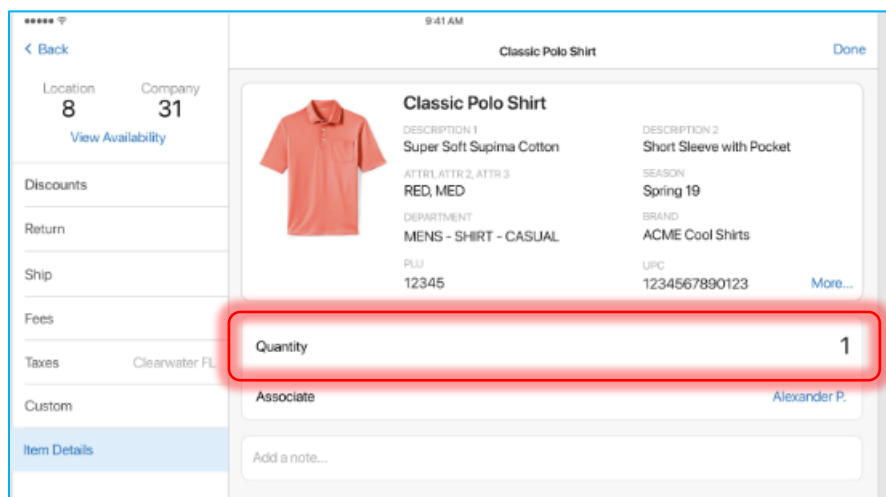 9:41 AM
Back
Classic Polo Shirt
Done
Location
Company
8
31
View Availability
Discounts
Return
Ship
Fees
Taxes
Clearwater FL
Custom
Item Details
Classic Polo Shirt
DESCRIPTION 1
DESCRIPTION 2
Super Soft Supima Cotton
Short Sleeve with Pocket
ATTR1, ATTR 2, ATTR 3
SEASON
RED, MED
Spring 19
DEPARTMENT
BRAND
MENS - SHIRT - CASUAL
ACME Cool Shirts
PLU
UPC
12345
1234567890123
More...
Quantity
1
Associate
Alexander P.
Add a note...